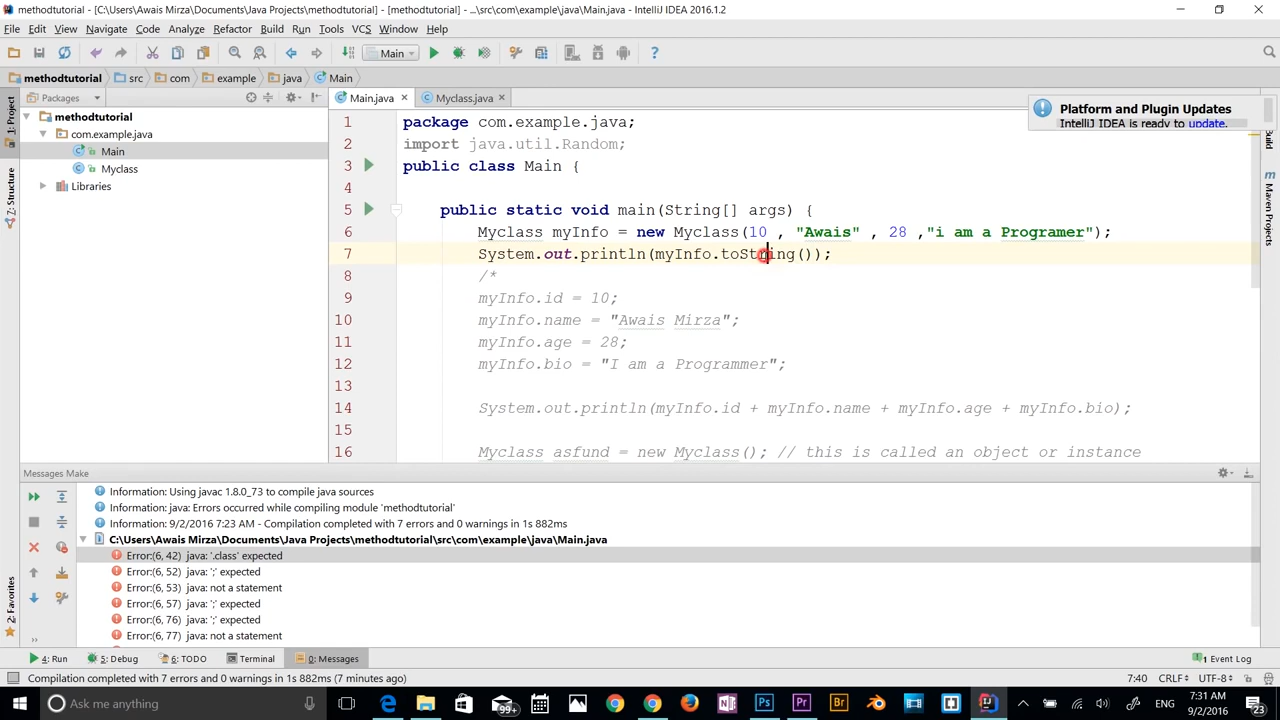 methodtutorial - [C:\Users\Awais Mirza\Documents\Java Projects\methodtutorial] - [methodtutorial] - ...\src\com\example\java\Main.java - IntelliJ IDEA 2016.1.2
File Edit View Navigate Code Analyze Refactor Build Run Tools VCS Window Help
Main
methodtutorial src com example java Main
1: Project
Packages
Main.java Myclass.java
Platform and Plugin Updates
IntelliJ IDEA is ready to update.
methodtutorial
com.example.java
Main
Myclass
Libraries
Z: Structure
Build
Maven Projects
1 package com.example.java;
2 import java.util.Random;
3 public class Main {
4
5 public static void main(String[] args) {
6 Myclass myInfo = new Myclass(10 , "Awais" , 28 ,"i am a Programer");
7 System.out.println(myInfo.toString());
8 /*
9 myInfo.id = 10;
10 myInfo.name = "Awais Mirza";
11 myInfo.age = 28;
12 myInfo.bio = "I am a Programmer";
13
14 System.out.println(myInfo.id + myInfo.name + myInfo.age + myInfo.bio);
15
16 Myclass asfund = new Myclass(); // this is called an object or instance
Messages Make
Information: Using javac 1.8.0_73 to compile java sources
Information: java: Errors occurred while compiling module 'methodtutorial'
Information: 9/2/2016 7:23 AM - Compilation completed with 7 errors and 0 warnings in 1s 882ms
C:\Users\Awais Mirza\Documents\Java Projects\methodtutorial\src\com\example\java\Main.java
Error:(6, 42) java: '.class' expected
Error:(6, 52) java: ';' expected
Error:(6, 53) java: not a statement
Error:(6, 57) java: ';' expected
Error:(6, 76) java: ';' expected
Error:(6, 77) java: not a statement
2: Favorites
4: Run 5: Debug 6: TODO Terminal 0: Messages 1 Event Log
Compilation completed with 7 errors and 0 warnings in 1s 882ms (7 minutes ago) 7:40 CRLF÷ UTF-8÷
Ask me anything
99+
Ps Pr Br
ENG
7:31 AM
9/2/2016
23